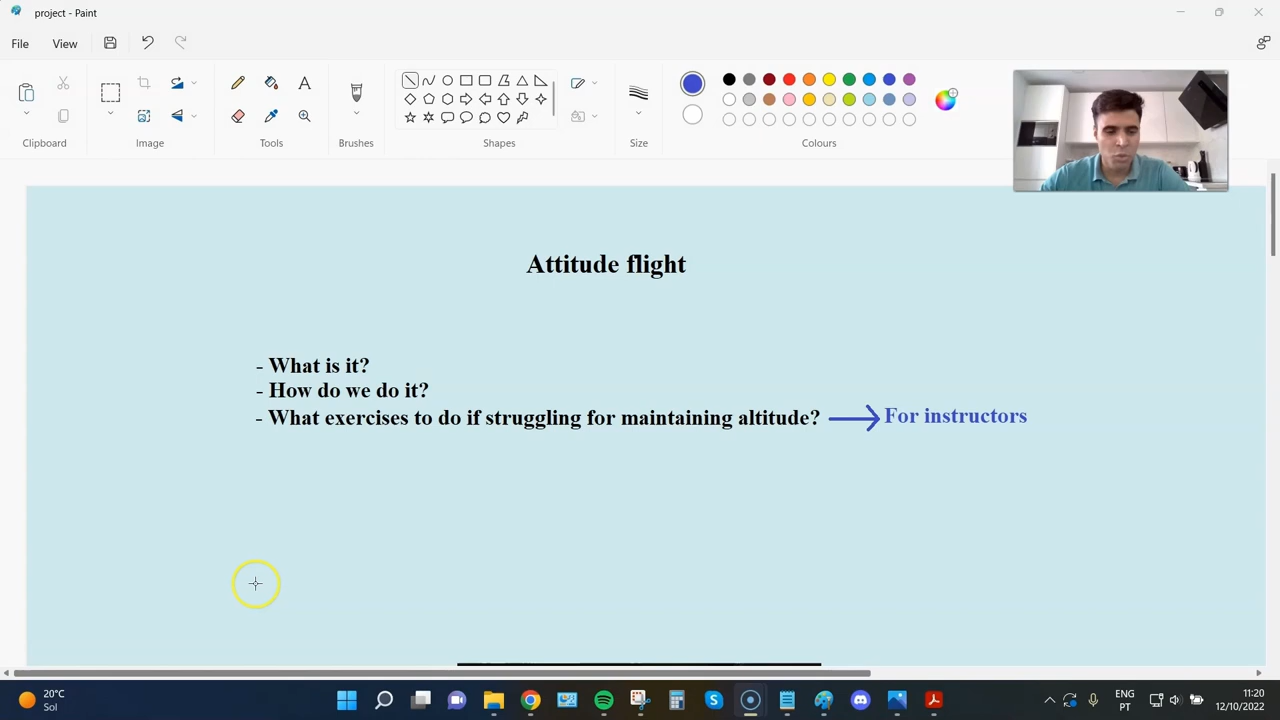 project - Paint
File View
Clipboard Image Tools Brushes Shapes Size Colours
Attitude flight
- What is it?
- How do we do it?
- What exercises to do if struggling for maintaining altitude? For instructors
20°C
Sol
ENG
PT
11:20
12/10/2022